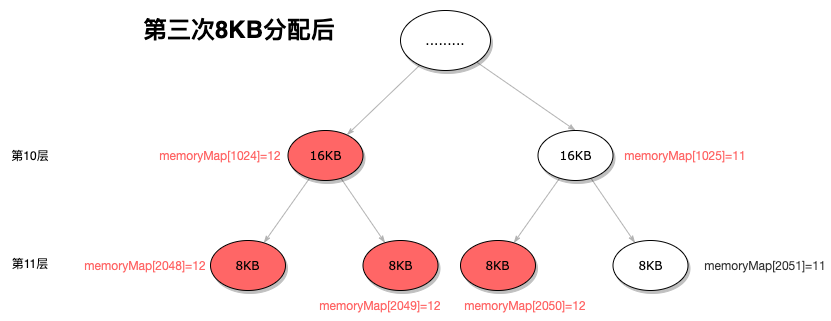 第三次8KB分配后
.........
第10层
memoryMap[1024]=12
16KB
16KB
memoryMap[1025]=11
第11层
memoryMap[2048]=12
8KB
8KB
8KB
8KB
memoryMap[2051]=11
memoryMap[2049]=12
memoryMap[2050]=12